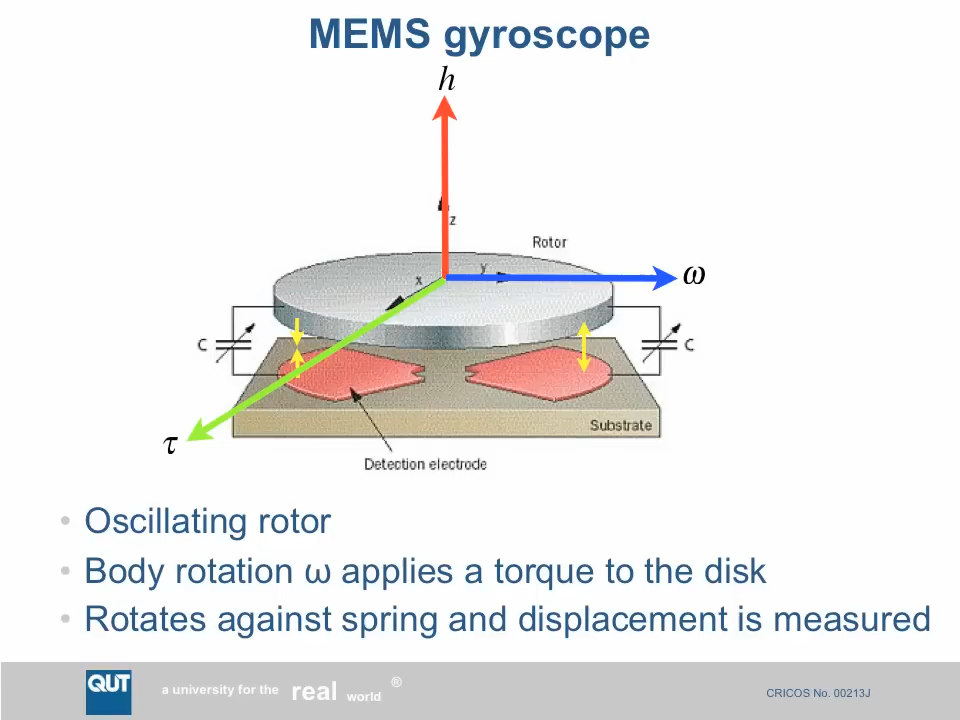 MEMS gyroscope
h
z
Rotor
y
x
ω
C
C
Substrate
τ
Detection electrode
• Oscillating rotor
• Body rotation ω applies a torque to the disk
• Rotates against spring and displacement is measured
QUT
a university for the real world ®
CRICOS No. 00213J